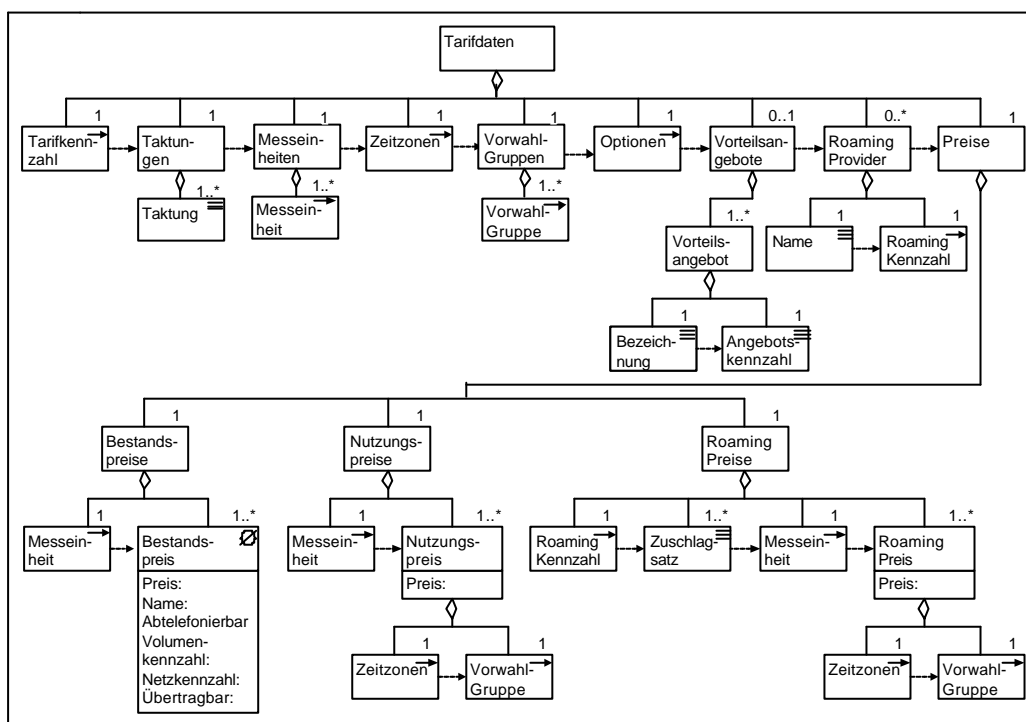 Tarifdaten
1 1 1 1 1 1 0..1 0..* 1
Tarifkenn-
zahl
Taktun-
gen
Messein-
heiten
Zeitzonen
Vorwahl-
Gruppen
Optionen
Vorteilsan-
gebote
Roaming
Provider
Preise
1..* 1..* 1..*
Taktung
Messein-
heit
Vorwahl-
Gruppe
1..* 1 1
Vorteils-
angebot
Name
Roaming
Kennzahl
1 1
Bezeich-
nung
Angebots-
kennzahl
1 1 1
Bestands-
preise
Nutzungs-
preise
Roaming
Preise
1 1..* 1 1..* 1 1..* 1 1..*
Messein-
heit
Bestands-
preis
Preis:
Name:
Abtelefonierbar
Volumen-
kennzahl:
Netzkennzahl:
Übertragbar:
Messein-
heit
Nutzungs-
preis
Preis:
Roaming
Kennzahl
Zuschlag-
satz
Messein-
heit
Roaming
Preis
Preis:
1 1 1 1
Zeitzonen
Vorwahl-
Gruppe
Zeitzonen
Vorwahl-
Gruppe